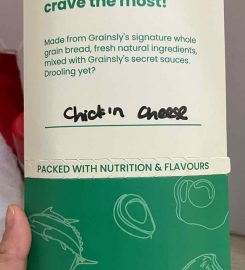 crave the most!
Made from Grainsly's signature whole
grain bread, fresh natural ingredients,
mixed with Grainsly's secret sauces.
Drooling yet?
Chick in Cheese
PACKED WITH NUTRITION & FLAVOURS